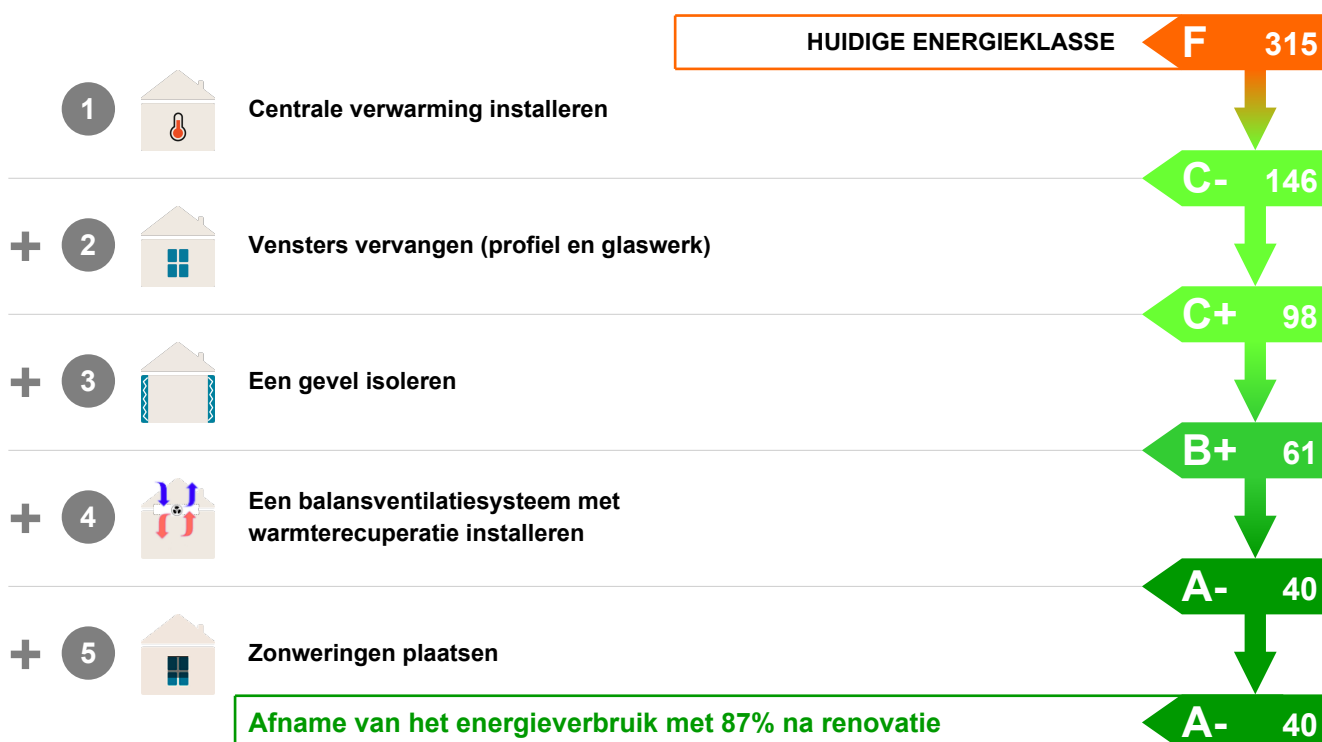 HUIDIGE ENERGIEKLASSE F 315
1 Centrale verwarming installeren
C- 146
+ 2 Vensters vervangen (profiel en glaswerk)
C+ 98
+ 3 Een gevel isoleren
B+ 61
+ 4 Een balansventilatiesysteem met
warmterecuperatie installeren
A- 40
+ 5 Zonweringen plaatsen
Afname van het energieverbruik met 87% na renovatie A- 40